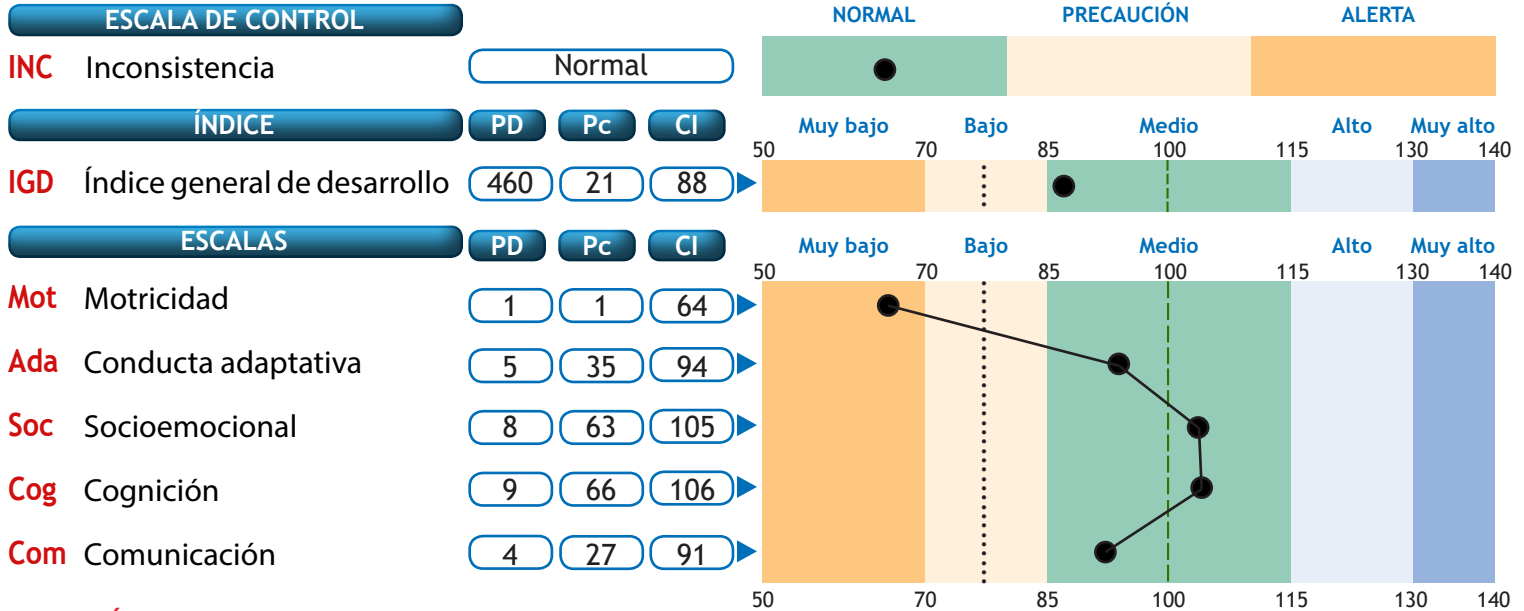 ESCALA DE CONTROL NORMAL PRECAUCIÓN ALERTA
INC Inconsistencia Normal
ÍNDICE PD Pc CI Muy bajo Bajo Medio Alto Muy alto
50 70 85 100 115 130 140
IGD Índice general de desarrollo 460 21 88
ESCALAS PD Pc CI Muy bajo Bajo Medio Alto Muy alto
50 70 85 100 115 130 140
Mot Motricidad 1 1 64
Ada Conducta adaptativa 5 35 94
Soc Socioemocional 8 63 105
Cog Cognición 9 66 106
Com Comunicación 4 27 91
50 70 85 100 115 130 140